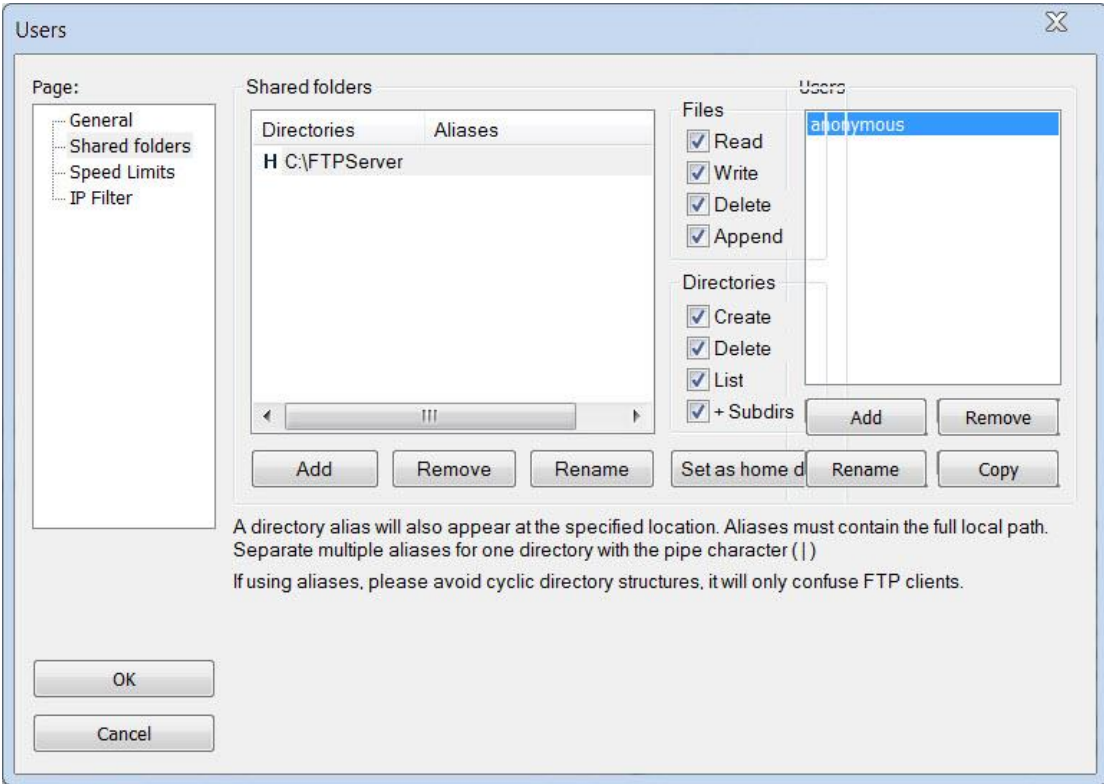 Users
Page:
General
Shared folders
Speed Limits
IP Filter
OK
Cancel
Shared folders
Directories Aliases
H C:\FTPServer
Add Remove Rename Set as home d
Files
Read
Write
Delete
Append
Directories
Create
Delete
List
+ Subdirs
Users
anonymous
Add Remove
Rename Copy
A directory alias will also appear at the specified location. Aliases must contain the full local path.
Separate multiple aliases for one directory with the pipe character ( | )
If using aliases, please avoid cyclic directory structures, it will only confuse FTP clients.